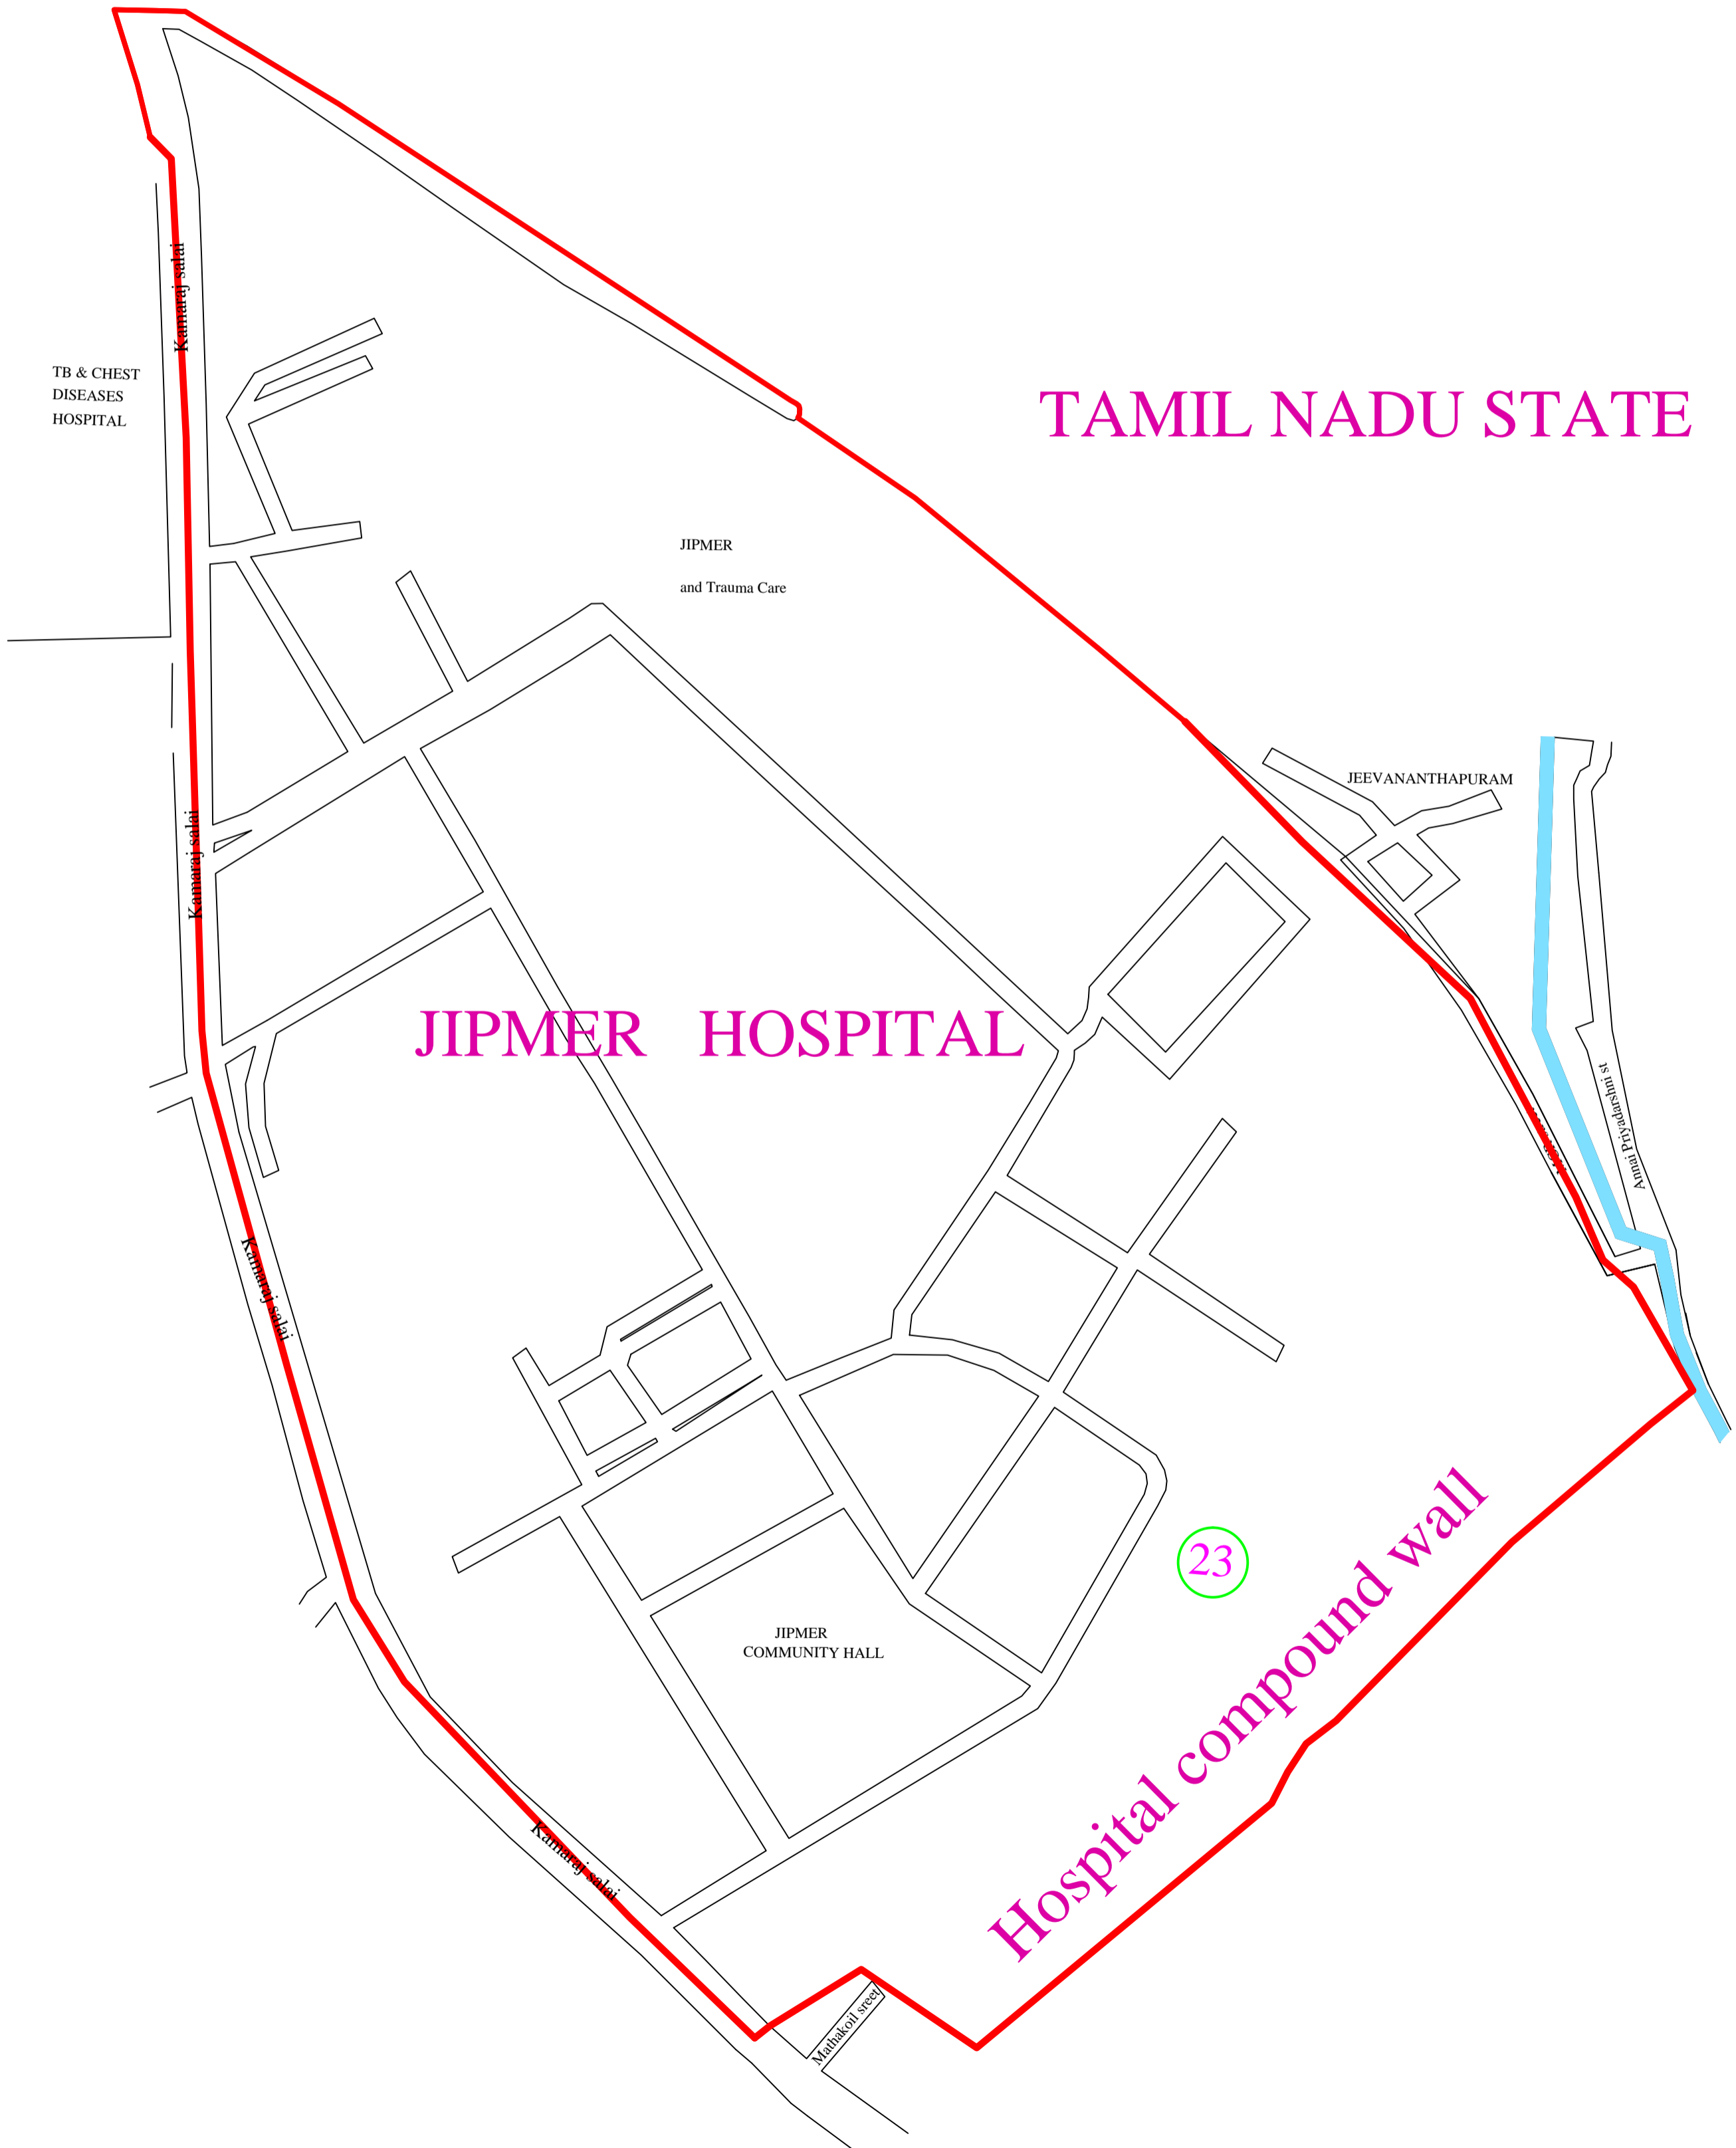 Kamaraj salai
TB & CHEST
DISEASES
HOSPITAL
TAMIL NADU STATE
JIPMER
and Trauma Care
JEEVANANTHAPURAM
Kamaraj salai
JIPMER HOSPITAL
Annai Priyadarshni st
Kamaraj salai
23
JIPMER
COMMUNITY HALL
Hospital compound wall
Kamaraj salai
Mathakoil sreet